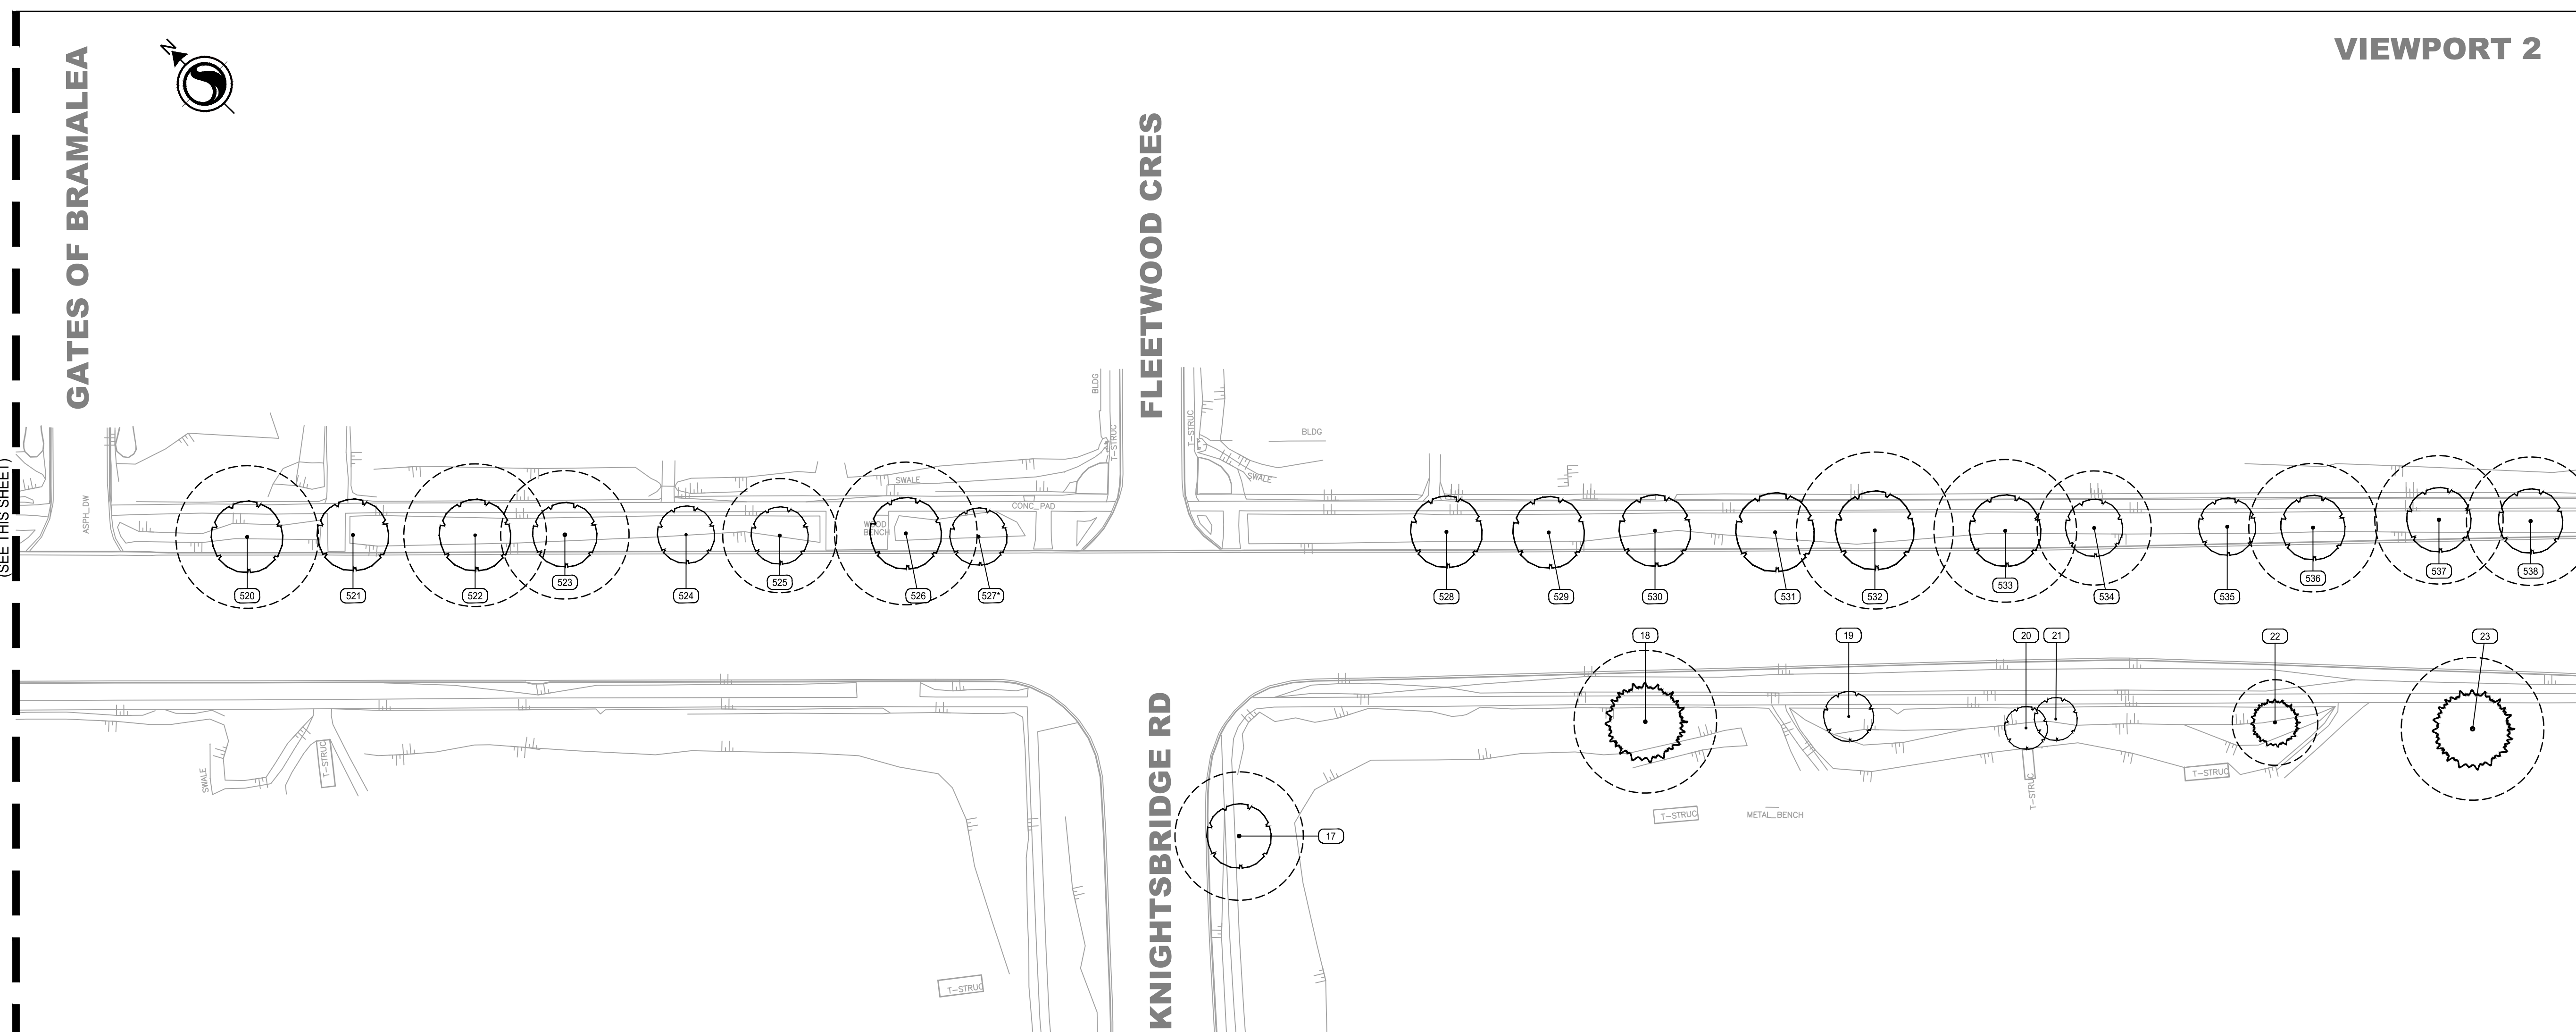 VIEWPORT 2
N
GATES OF BRAMALEA
FLEETWOOD CRES
(SEE THIS SHEET)
ASPH_DW
BLDG
T-STRUC
T-STRUC
BLDG
SWALE
SWALE
CONC_PAD
WOOD
BENCH
520
521
522
523
524
525
526
527*
528
529
530
531
532
533
534
535
536
537
538
18
19
20
21
22
23
17
KNIGHTSBRIDGE RD
SWALE
T-STRUC
T-STRUC
T-STRUC
METAL_BENCH
T-STRUC
T-STRUC